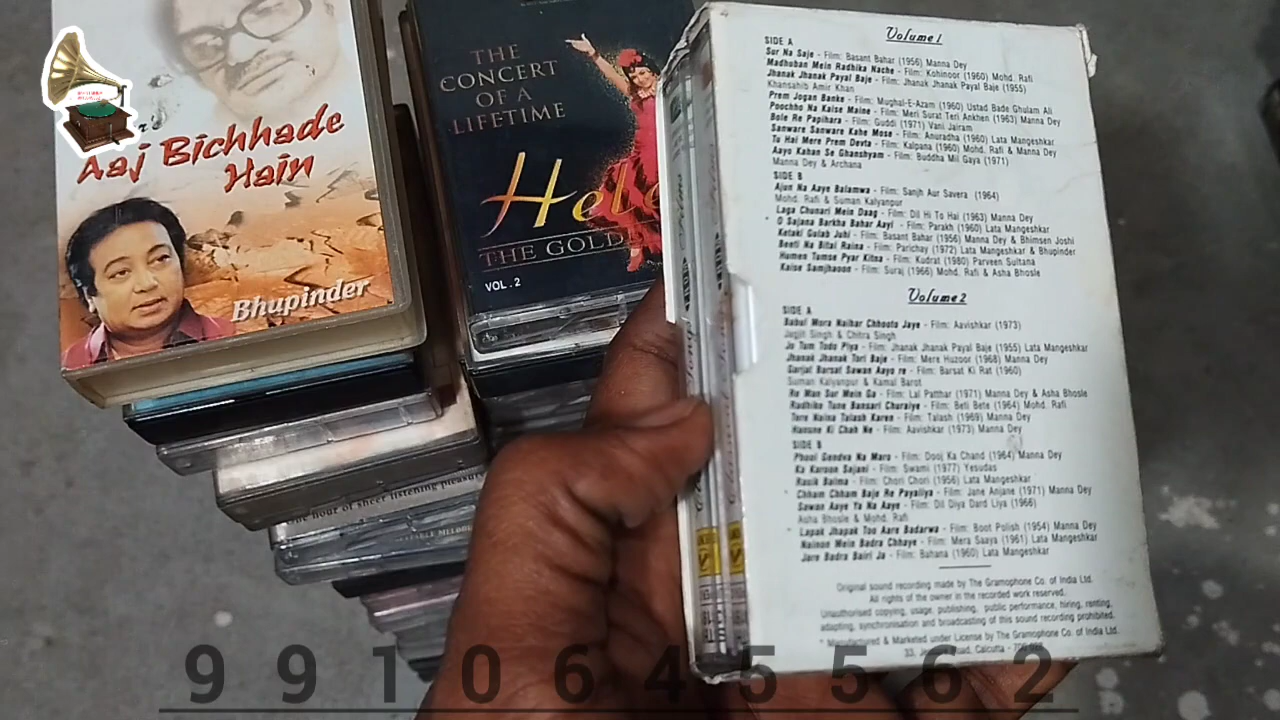 Aaj Bichhade
Hain
Bhupinder
THE
CONCERT
OF A
LIFETIME
Hele
THE GOLD
VOL. 2
The hour of sheer listening pleasure
Volume 1
SIDE A
Sur Na Saje - Film: Basant Bahar (1956) Manna Dey
Madhuban Mein Radhika Nache - Film: Kohinoor (1960) Mohd. Rafi
Jhanak Jhanak Payal Baje - Film: Jhanak Jhanak Payal Baje (1955)
Khansahib Amir Khan
Prem Jogan Banke - Film: Mughal-E-Azam (1960) Ustad Bade Ghulam Ali
Poochho Na Kaise Maine - Film: Meri Surat Teri Ankhen (1963) Manna Dey
Bole Re Papihara - Film: Guddi (1971) Vani Jairam
Sanware Sanware Kahe Mose - Film: Anuradha (1960) Lata Mangeshkar
Tu Hai Mere Prem Devta - Film: Kalpana (1960) Mohd. Rafi & Manna Dey
Aayo Kahan Se Ghanshyam - Film: Buddha Mil Gaya (1971)
Manna Dey & Archana
SIDE B
Ajun Na Aaye Balamwa - Film: Sanjh Aur Savera (1964)
Mohd. Rafi & Suman Kalyanpur
Laga Chunari Mein Daag - Film: Dil Hi To Hai (1963) Manna Dey
O Sajana Barkha Bahar Aayi - Film: Parakh (1960) Lata Mangeshkar
Ketaki Gulab Juhi - Film: Basant Bahar (1956) Manna Dey & Bhimsen Joshi
Beeti Na Bitai Raina - Film: Parichay (1972) Lata Mangeshkar & Bhupinder
Humen Tumse Pyar Kitna - Film: Kudrat (1980) Parveen Sultana
Kaise Samjhaoon - Film: Suraj (1966) Mohd. Rafi & Asha Bhosle
Volume 2
SIDE A
Babul Mora Naihar Chhoota Jaye - Film: Aavishkar (1973)
Jagjit Singh & Chitra Singh
Jo Tum Todo Piya - Film: Jhanak Jhanak Payal Baje (1955) Lata Mangeshkar
Jhanak Jhanak Tori Baje - Film: Mere Huzoor (1968) Manna Dey
Garjat Barsat Sawan Aayo re - Film: Barsat Ki Rat (1960)
Suman Kalyanpur & Kamal Barot
Re Man Sur Mein Ga - Film: Lal Patthar (1971) Manna Dey & Asha Bhosle
Radhike Tune Bansari Churaiye - Film: Beti Bete (1964) Mohd. Rafi
Tere Naina Talash Karen - Film: Talash (1969) Manna Dey
Hansne Ki Chah Ne - Film: Aavishkar (1973) Manna Dey
SIDE B
Phool Gendva Na Maro - Film: Dooj Ka Chand (1964) Manna Dey
Ka Karoon Sajani - Film: Swami (1977) Yesudas
Rasik Balma - Film: Chori Chori (1956) Lata Mangeshkar
Chham Chham Baje Re Payaliya - Film: Jane Anjane (1971) Manna Dey
Sawan Aaye Ya Na Aaye - Film: Dil Diya Dard Liya (1966)
Asha Bhosle & Mohd. Rafi
Lapak Jhapak Tou Aare Badarwa - Film: Boot Polish (1954) Manna Dey
Nainon Mein Badra Chhaye - Film: Mera Saaya (1961) Lata Mangeshkar
Jare Badra Bairi Ja - Film: Bahana (1960) Lata Mangeshkar
Original sound recording made by The Gramophone Co. of India Ltd.
All rights of the owner in the recorded work reserved.
Unauthorised copying, usage, publishing, public performance, hiring, renting,
adapting, synchronisation and broadcasting of this sound recording prohibited.
* Manufactured & Marketed under License by The Gramophone Co. of India Ltd.
33, Road, Calcutta -
9910645562